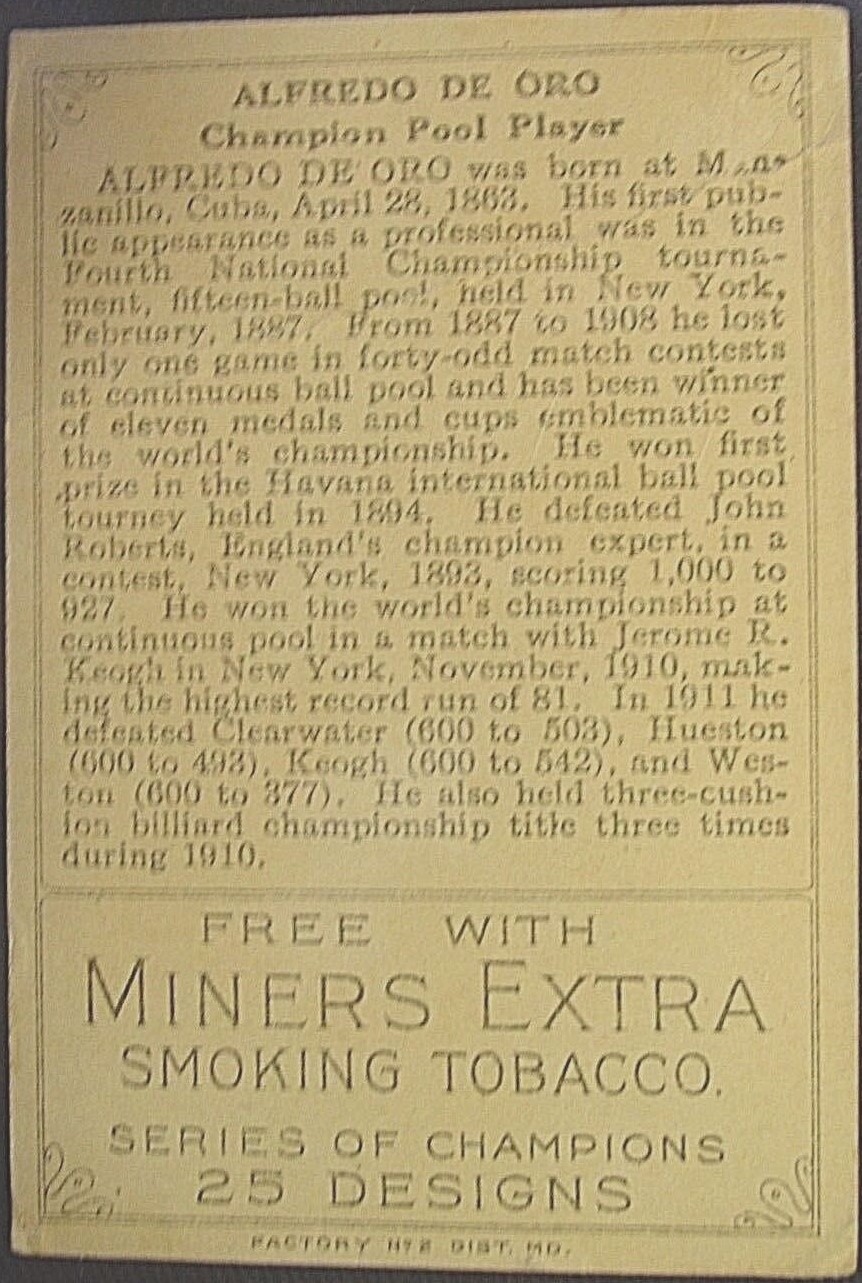 ALFREDO DE ORO
Champion Pool Player
ALFREDO DE ORO was born at Man-
zanillo, Cuba, April 28, 1863. His first pub-
lic appearance as a professional was in the
Fourth National Championship tourna-
ment, fifteen-ball pool, held in New York,
February, 1887. From 1887 to 1908 he lost
only one game in forty-odd match contests
at continuous ball pool and has been winner
of eleven medals and cups emblematic of
the world's championship. He won first
prize in the Havana international ball pool
tourney held in 1894. He defeated John
Roberts, England's champion expert, in a
contest, New York, 1893, scoring 1,000 to
927. He won the world's championship at
continuous pool in a match with Jerome R.
Keogh in New York, November, 1910, mak-
ing the highest record run of 81. In 1911 he
defeated Clearwater (600 to 503), Hueston
(600 to 493), Keogh (600 to 542), and Wes-
ton (600 to 377). He also held three-cush-
ion billiard championship title three times
during 1910.
FREE WITH
MINERS EXTRA
SMOKING TOBACCO.
SERIES OF CHAMPIONS
25 DESIGNS
FACTORY Nº 2 DIST. MD.